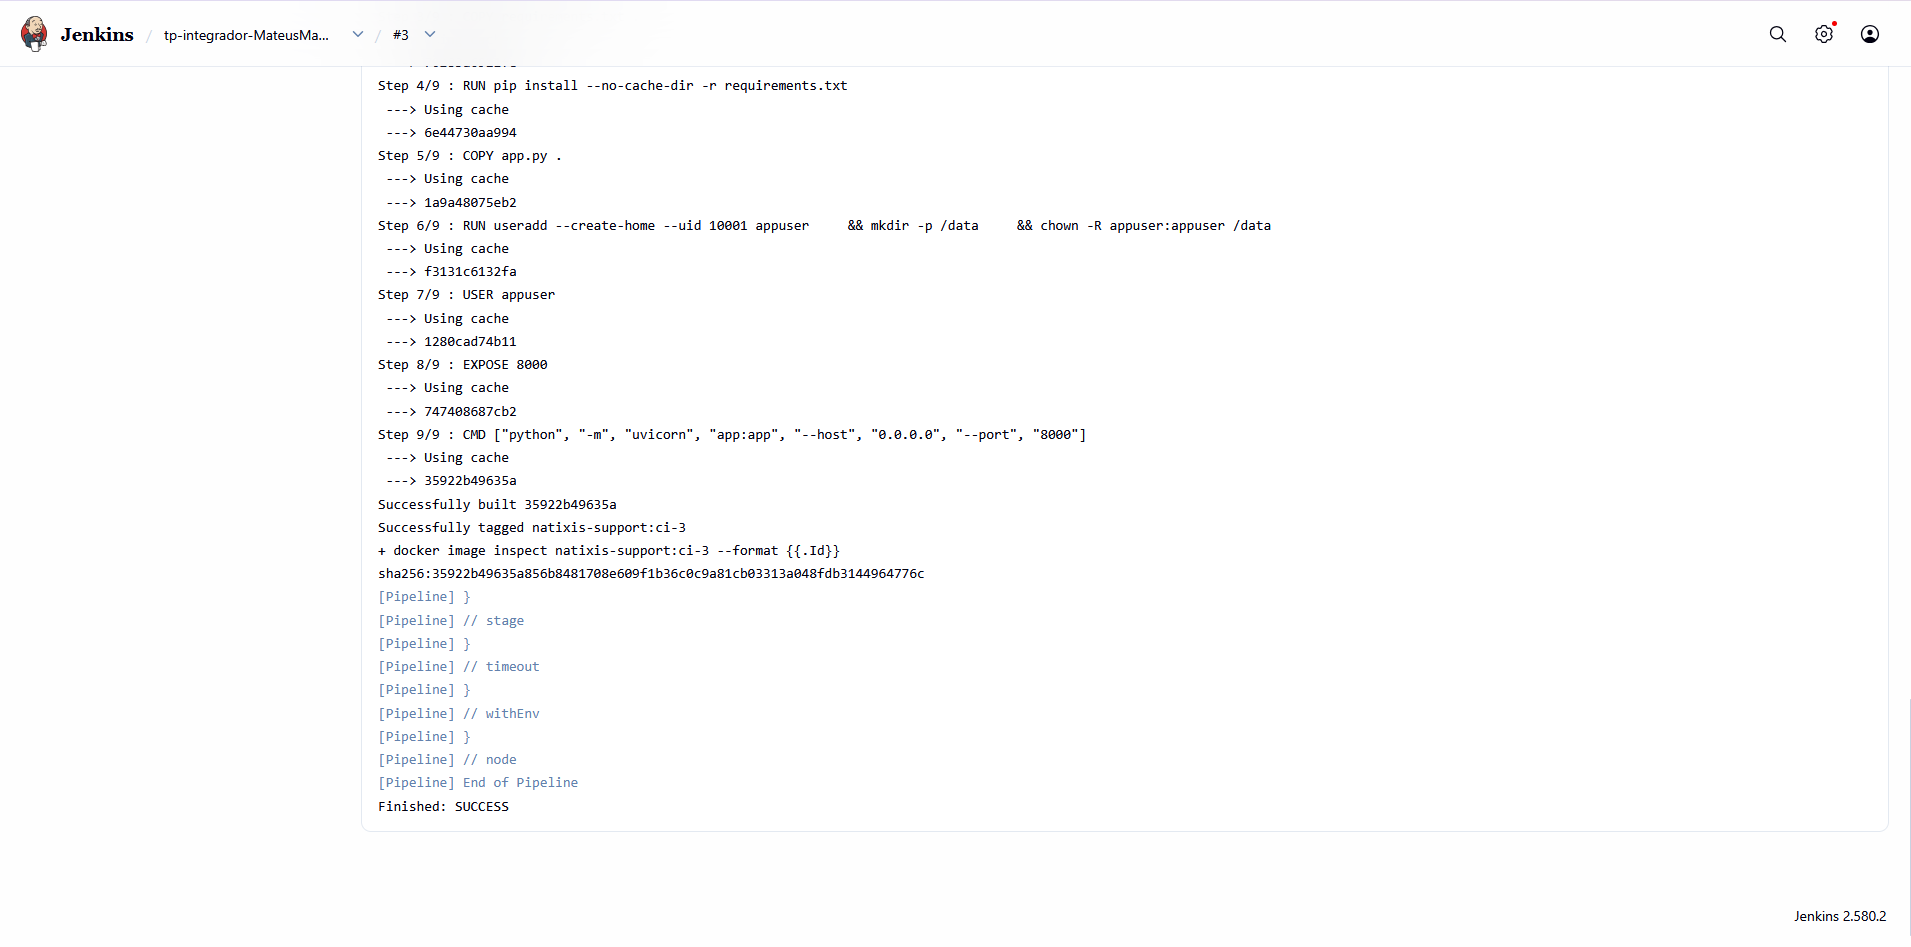 Jenkins / tp-integrador-MateusMa... / #3
Step 4/9 : RUN pip install --no-cache-dir -r requirements.txt
---> Using cache
---> 6e44730aa994
Step 5/9 : COPY app.py .
---> Using cache
---> 1a9a48075eb2
Step 6/9 : RUN useradd --create-home --uid 10001 appuser     && mkdir -p /data     && chown -R appuser:appuser /data
---> Using cache
---> f3131c6132fa
Step 7/9 : USER appuser
---> Using cache
---> 1280cad74b11
Step 8/9 : EXPOSE 8000
---> Using cache
---> 747408687cb2
Step 9/9 : CMD ["python", "-m", "uvicorn", "app:app", "--host", "0.0.0.0", "--port", "8000"]
---> Using cache
---> 35922b49635a
Successfully built 35922b49635a
Successfully tagged natixis-support:ci-3
+ docker image inspect natixis-support:ci-3 --format {{.Id}}
sha256:35922b49635a856b8481708e609f1b36c0c9a81cb03313a048fdb3144964776c
[Pipeline] }
[Pipeline] // stage
[Pipeline] }
[Pipeline] // timeout
[Pipeline] }
[Pipeline] // withEnv
[Pipeline] }
[Pipeline] // node
[Pipeline] End of Pipeline
Finished: SUCCESS
Jenkins 2.580.2